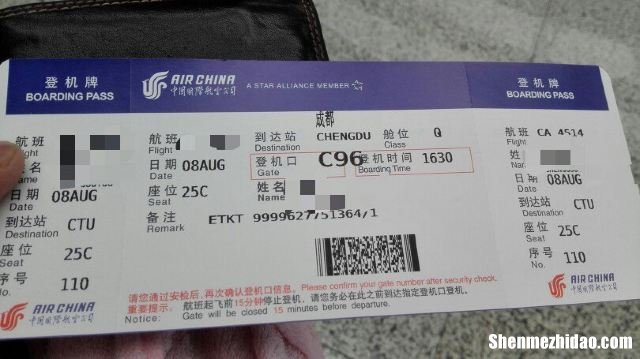 登机牌
BOARDING PASS
AIR CHINA
中国国际航空公司
A STAR ALLIANCE MEMBER
登机牌
BOARDING PASS
成都
航班
Flight
航班
Flight
到达站 CHENGDU
Destination
舱位 Q
Class
航班 CA 4514
Flight
日期 08AUG
Date
登机口 C96
Gate
登机时间 1630
Boarding Time
日期 08AUG
Date
日期 08AUG
Date
座位 25C
Seat
姓名
Name
到达站 CTU
Destination
到达站 CTU
Destination
备注
Remark
ETKT
座位 25C
Seat
座位 25C
Seat
序号 110
No.
序号 110
No.
请您通过安检后，再次确认登机口信息。Please confirm your gate number after security check.
重要提示：航班起飞前15分钟停止登机，请您务必在此之前到达指定登机口登机。
Notice: Gate will be closed 15 minutes before departure.
AIR CHINA
中国国际航空公司
AIR CHINA
中国国际航空公司
Shenmezhidao.com